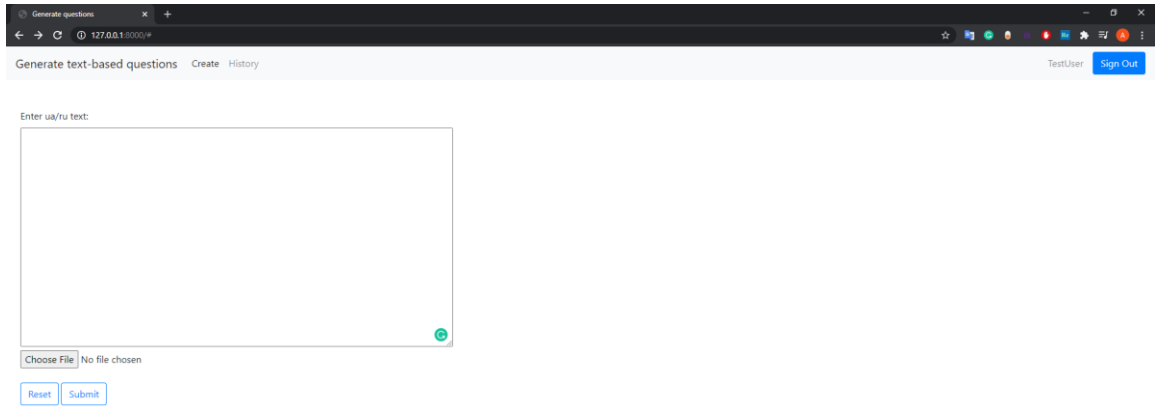 Generate questions
127.0.0.1:8000/#
Generate text-based questions Create History TestUser Sign Out
Enter ua/ru text:
Choose File No file chosen
Reset Submit